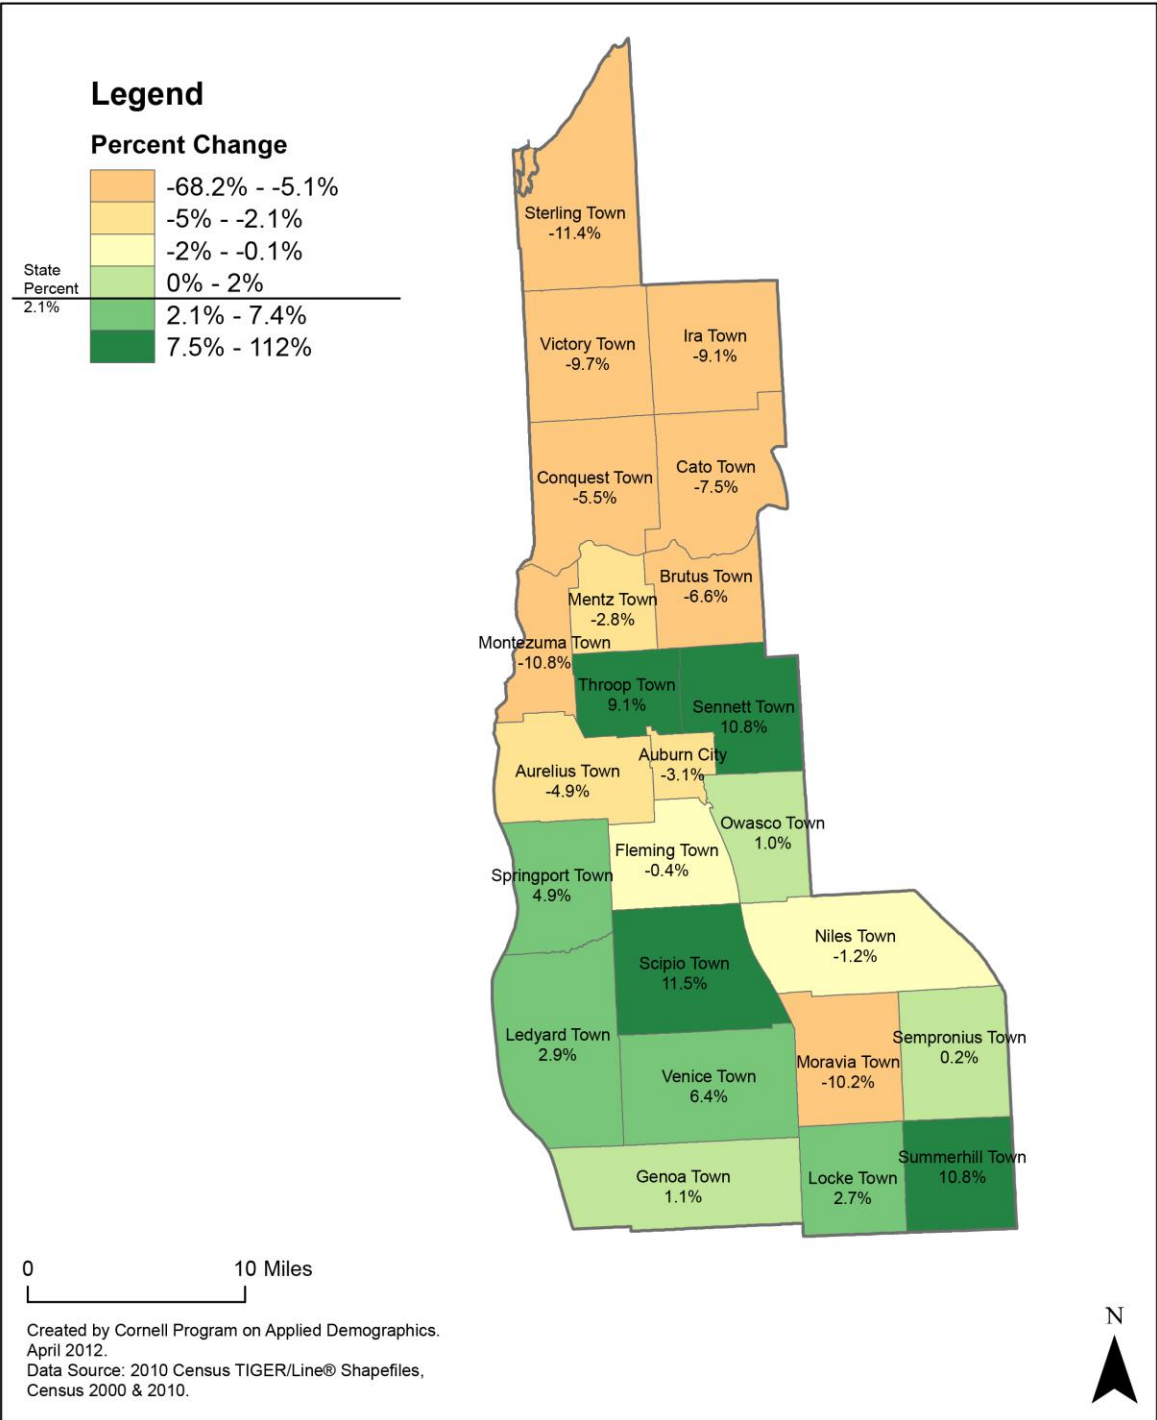 Legend
Percent Change
-68.2% - -5.1%
-5% - -2.1%
-2% - -0.1%
0% - 2%
2.1% - 7.4%
7.5% - 112%
State
Percent
2.1%
Sterling Town
-11.4%
Victory Town
-9.7%
Ira Town
-9.1%
Conquest Town
-5.5%
Cato Town
-7.5%
Brutus Town
-6.6%
Mentz Town
-2.8%
Montezuma Town
-10.8%
Throop Town
9.1%
Sennett Town
10.8%
Auburn City
-3.1%
Aurelius Town
-4.9%
Owasco Town
1.0%
Fleming Town
-0.4%
Springport Town
4.9%
Niles Town
-1.2%
Scipio Town
11.5%
Ledyard Town
2.9%
Sempronius Town
0.2%
Moravia Town
-10.2%
Venice Town
6.4%
Summerhill Town
10.8%
Genoa Town
1.1%
Locke Town
2.7%
0 10 Miles
Created by Cornell Program on Applied Demographics.
April 2012.
Data Source: 2010 Census TIGER/Line® Shapefiles,
Census 2000 & 2010.
N